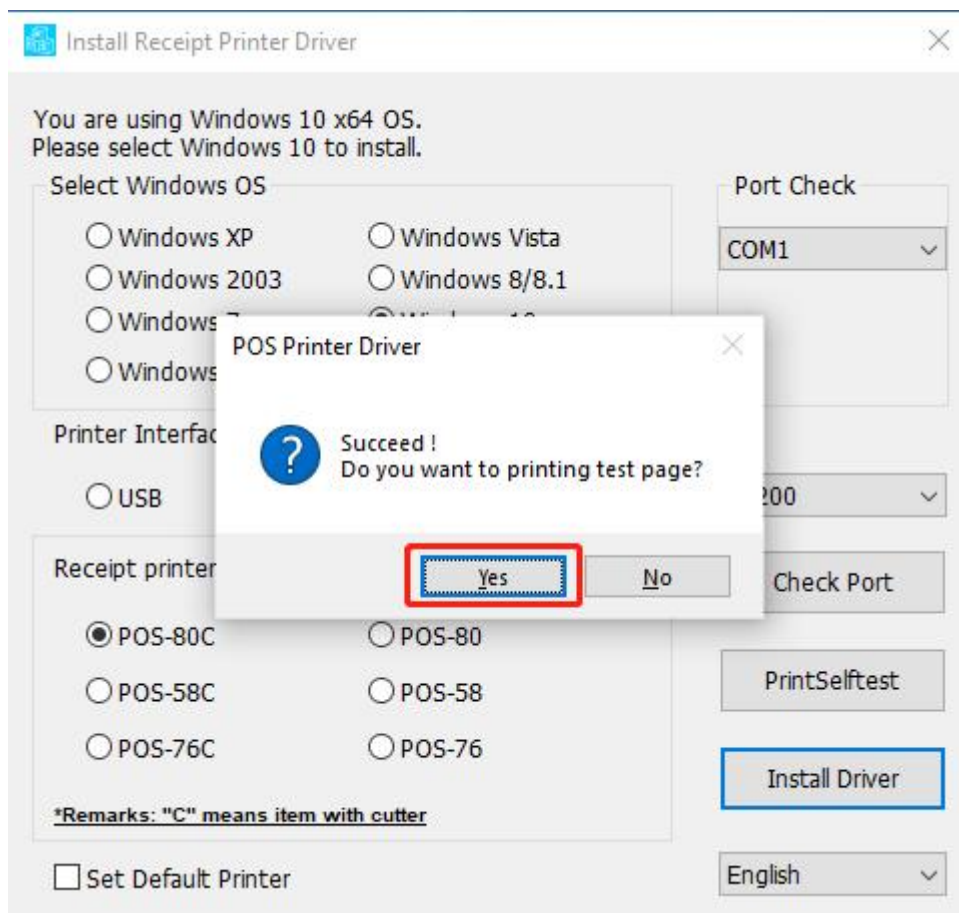 Install Receipt Printer Driver
You are using Windows 10 x64 OS.
Please select Windows 10 to install.
Select Windows OS
Port Check
Windows XP
Windows Vista
COM1
Windows 2003
Windows 8/8.1
Windows
Windows
POS Printer Driver
Succeed !
Do you want to printing test page?
Yes
No
Printer
USB
Receipt printer
Check Port
POS-80C
POS-80
POS-58C
POS-58
PrintSelftest
POS-76C
POS-76
Install Driver
*Remarks: "C" means item with cutter
Set Default Printer
English